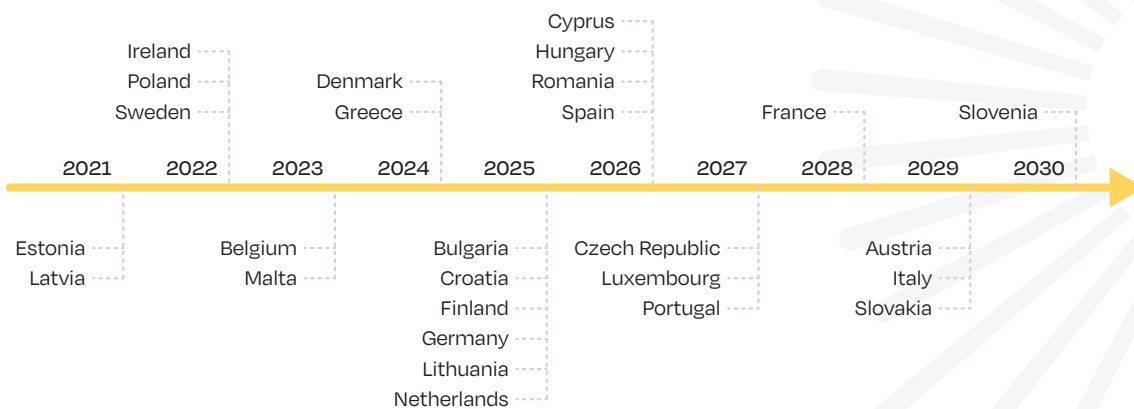 Cyprus
Ireland
Hungary
Poland
Denmark
Romania
Sweden
Greece
Spain
France
Slovenia
2021 2022 2023 2024 2025 2026 2027 2028 2029 2030
Estonia
Belgium
Bulgaria
Czech Republic
Austria
Latvia
Malta
Croatia
Luxembourg
Italy
Finland
Portugal
Slovakia
Germany
Lithuania
Netherlands